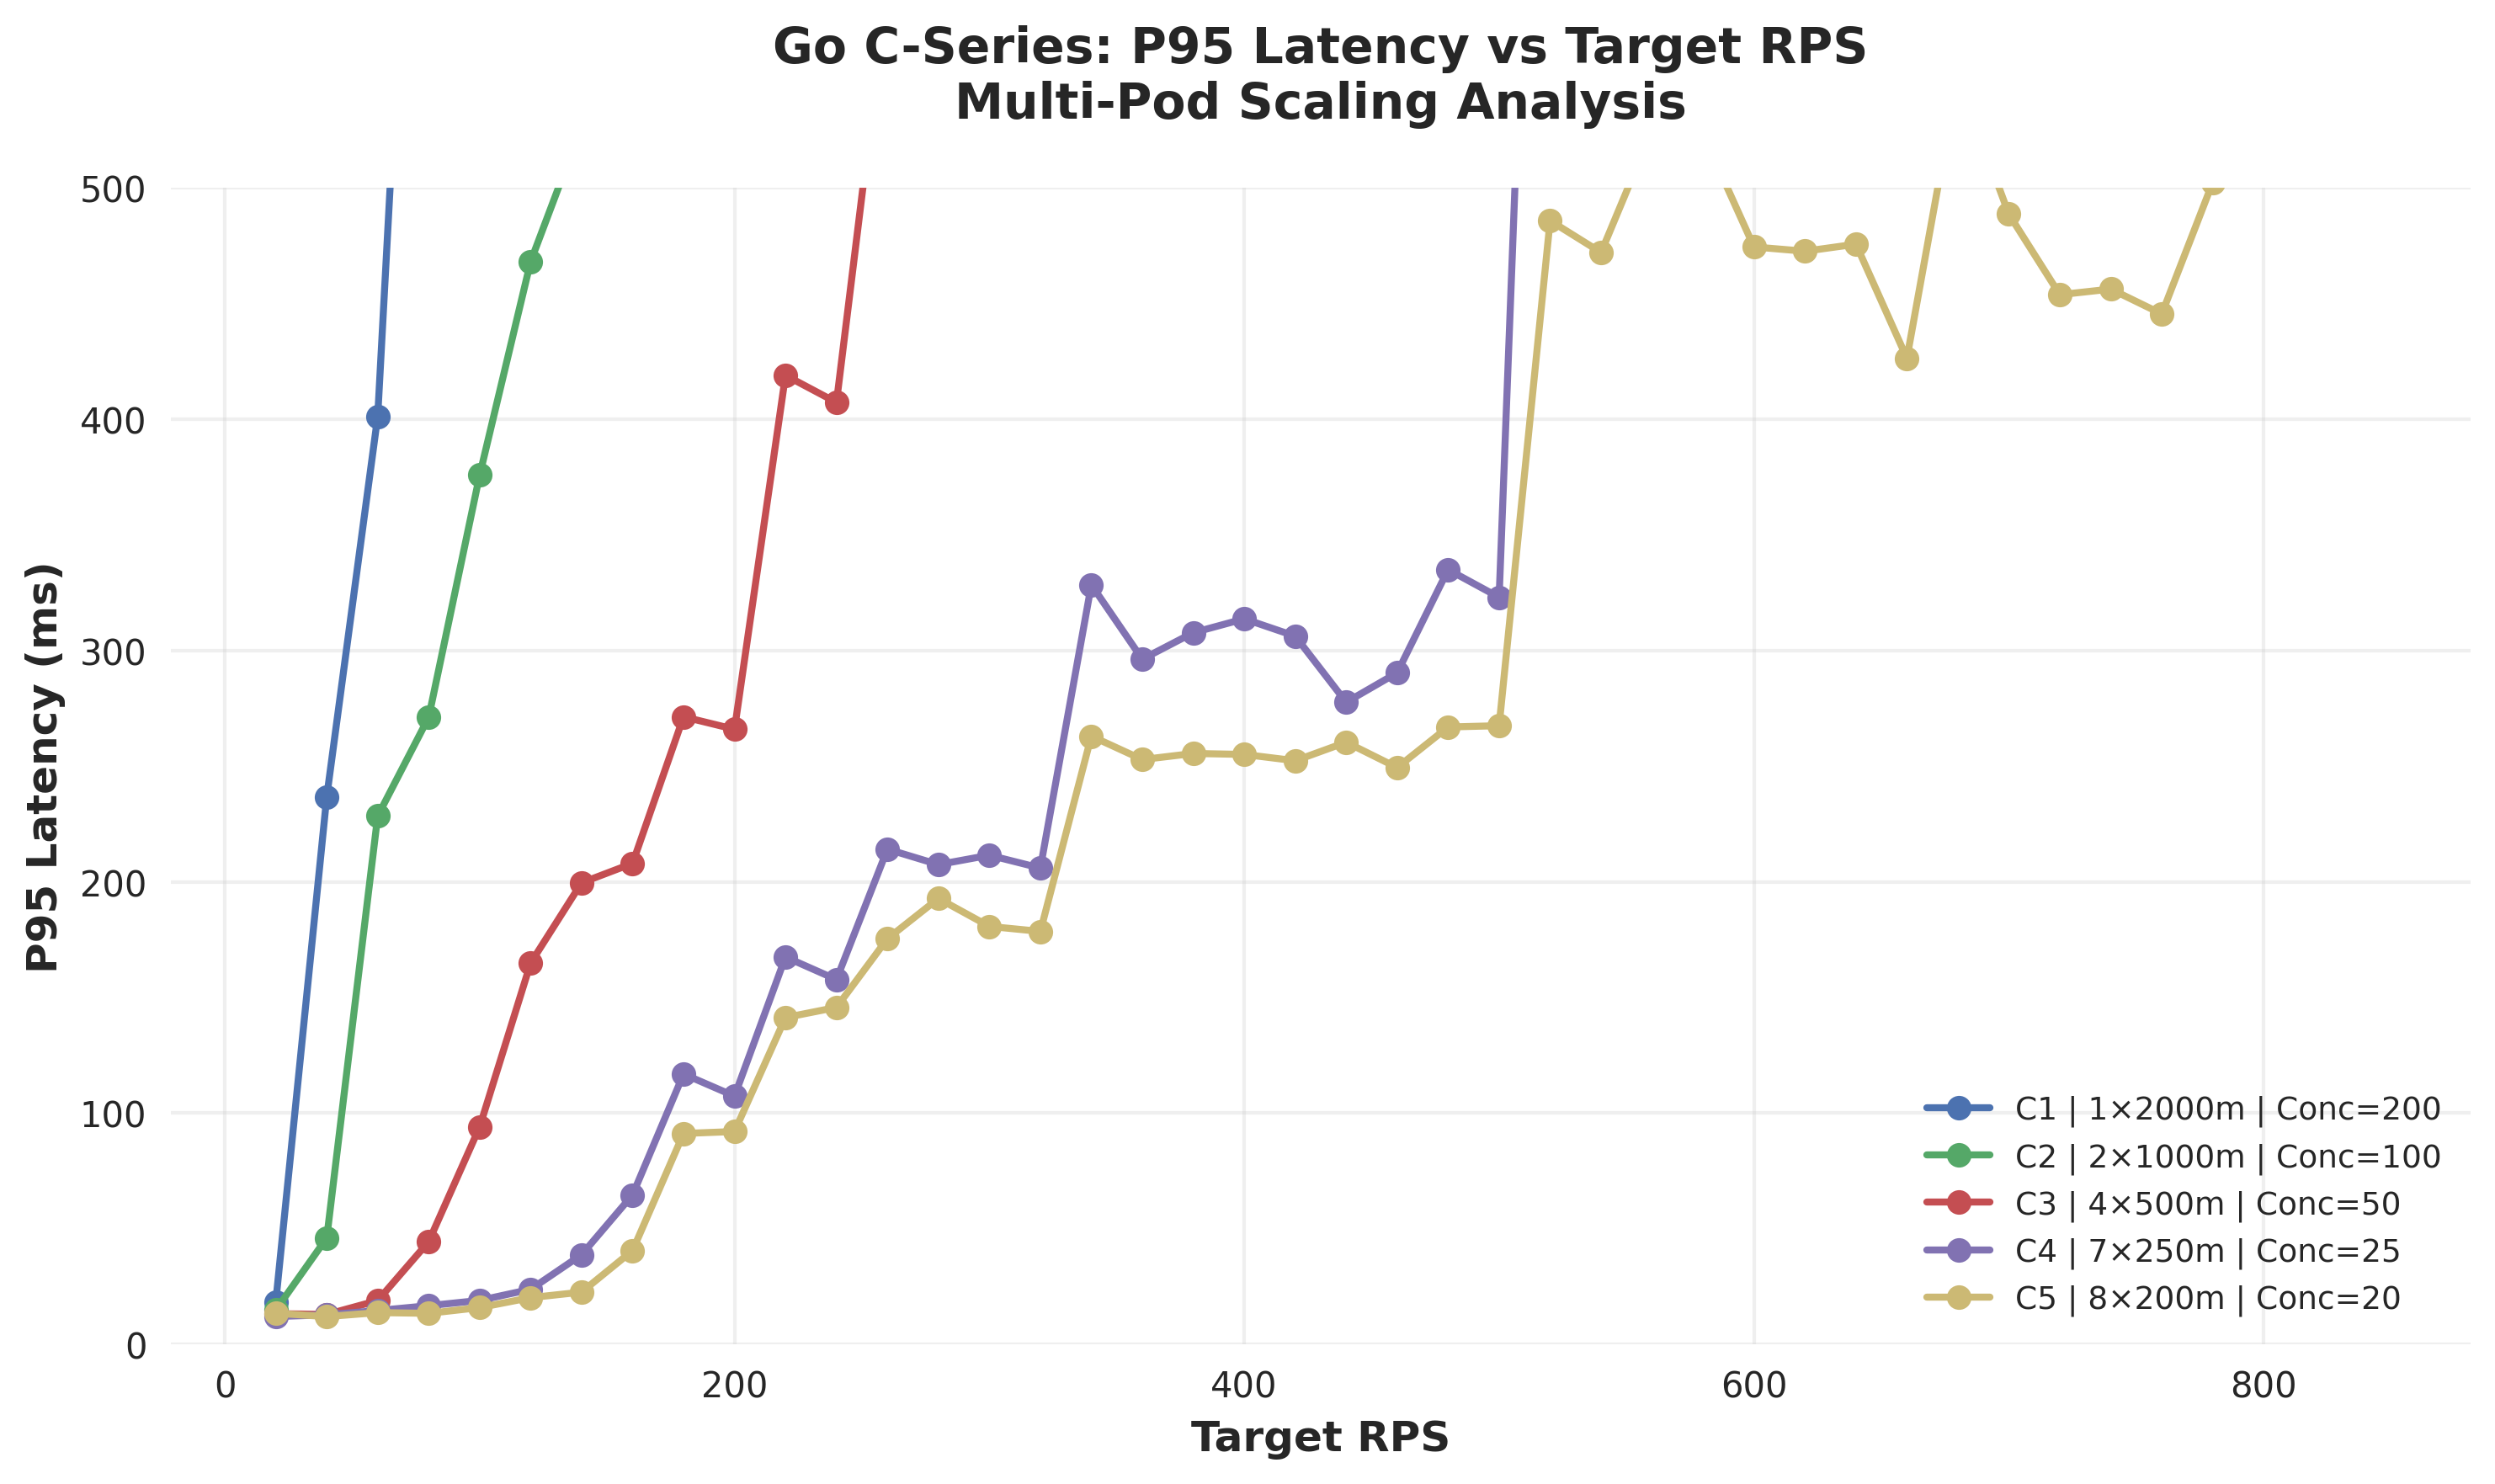 Go C-Series: P95 Latency vs Target RPS
Multi-Pod Scaling Analysis
500
400
300
200
100
0
P95 Latency (ms)
0
200
400
600
800
Target RPS
C1 | 1×2000m | Conc=200
C2 | 2×1000m | Conc=100
C3 | 4×500m | Conc=50
C4 | 7×250m | Conc=25
C5 | 8×200m | Conc=20